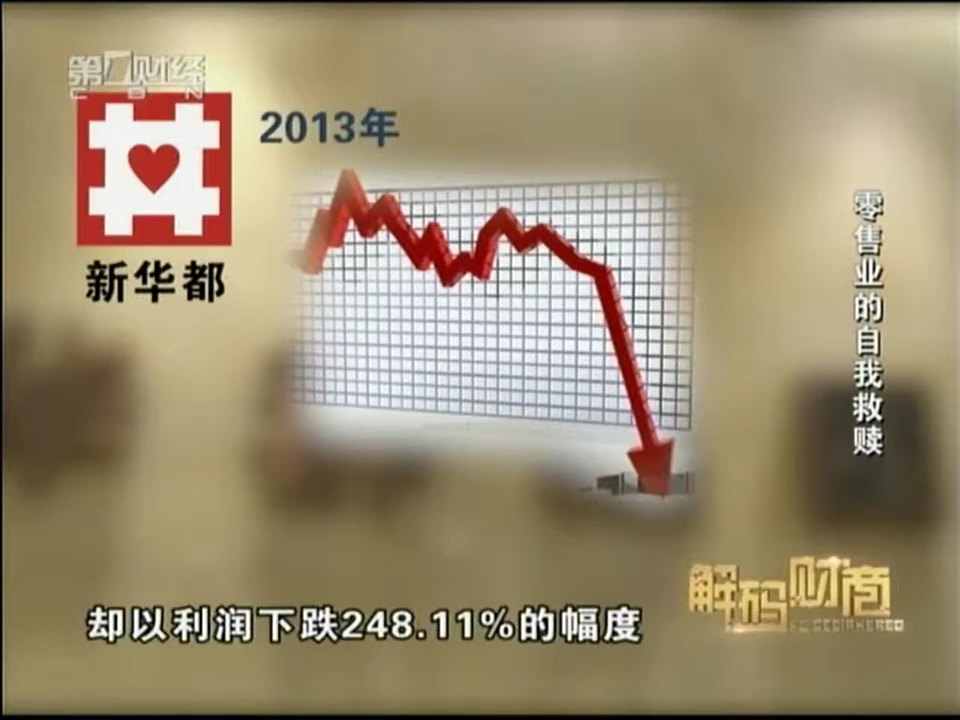 第一财经
CBN
2013年
新华都
零售业的自我救赎
解码财商
却以利润下跌248.11%的幅度